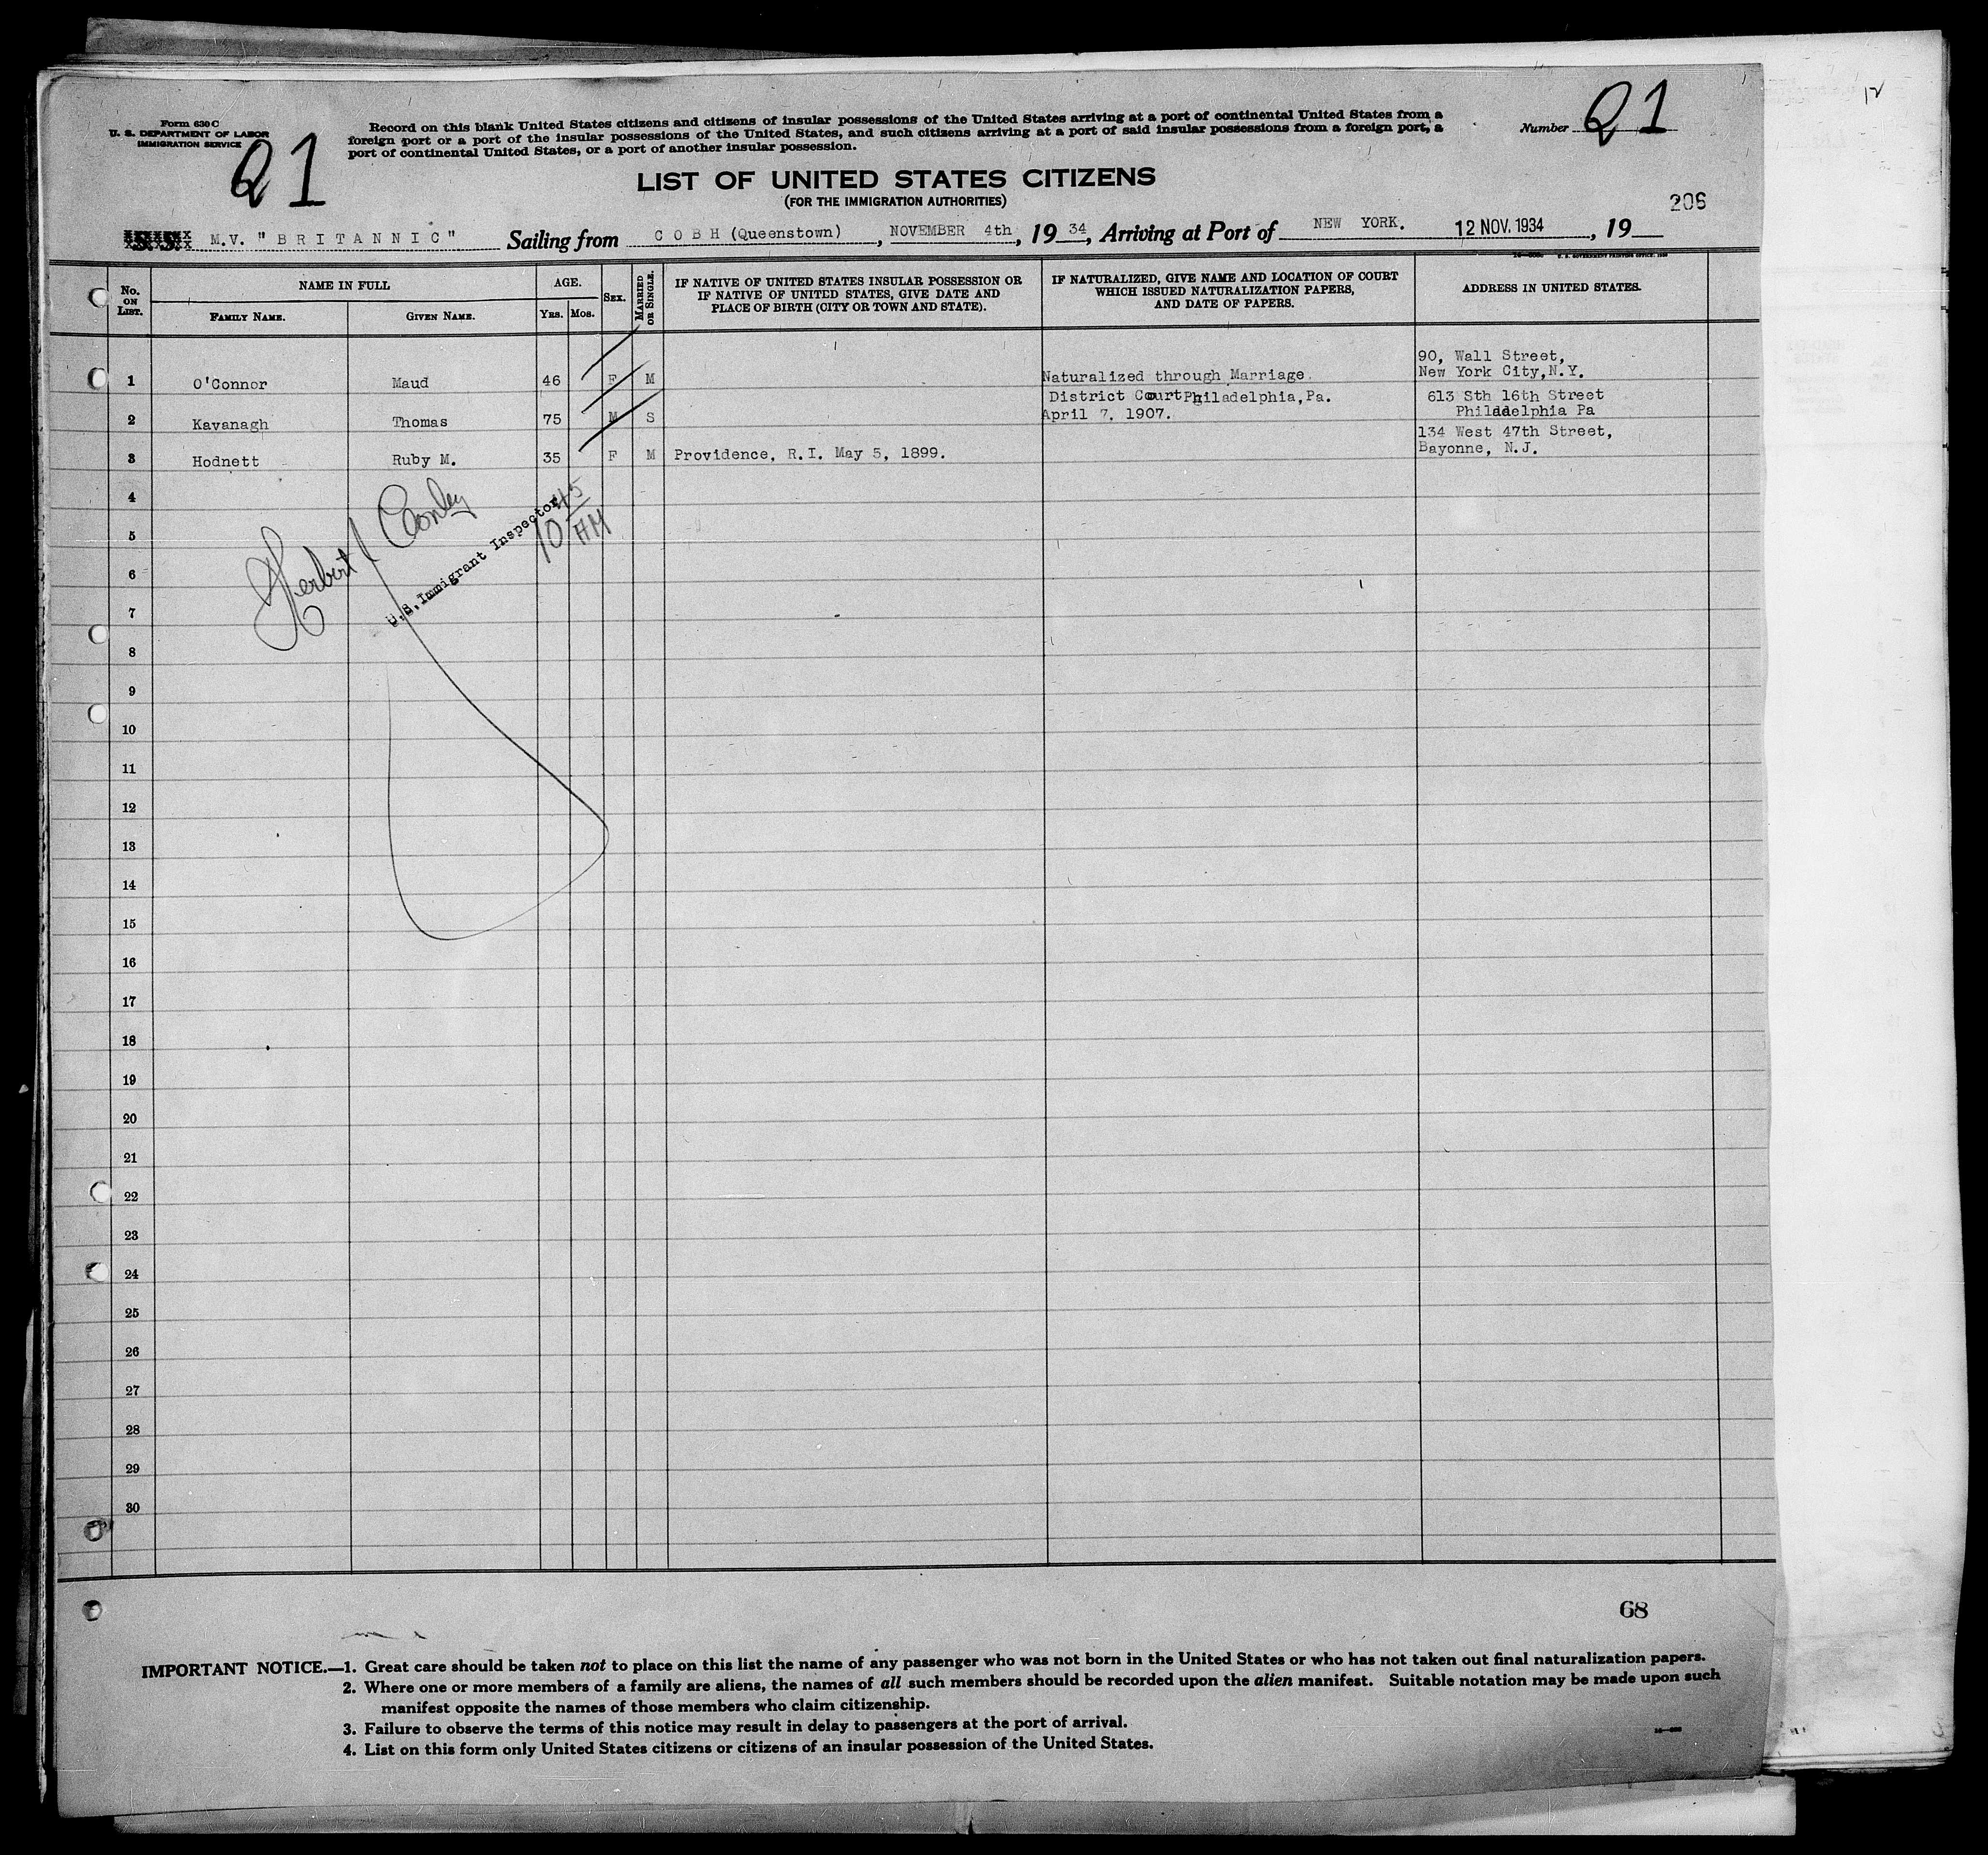 Form 630 C
U. S. DEPARTMENT OF LABOR
IMMIGRATION SERVICE
21
Record on this blank United States citizens and citizens of insular possessions of the United States arriving at a port of continental United States from a
foreign port or a port of the insular possessions of the United States, and such citizens arriving at a port of said insular possessions from a foreign port, a
port of continental United States, or a port of another insular possession.
Number 21
12
LIST OF UNITED STATES CITIZENS
(FOR THE IMMIGRATION AUTHORITIES)
206
S. S. M.V. "BRITANNIC" Sailing from COBH (Queenstown), NOVEMBER 4th, 19 34, Arriving at Port of NEW YORK. 12 NOV. 1934, 19
No. ON LIST.
NAME IN FULL
FAMILY NAME.
GIVEN NAME.
AGE.
YRS.
MOS.
SEX.
MARRIED OR SINGLE.
IF NATIVE OF UNITED STATES INSULAR POSSESSION OR
IF NATIVE OF UNITED STATES, GIVE DATE AND
PLACE OF BIRTH (CITY OR TOWN AND STATE).
IF NATURALIZED, GIVE NAME AND LOCATION OF COURT
WHICH ISSUED NATURALIZATION PAPERS,
AND DATE OF PAPERS.
ADDRESS IN UNITED STATES.
1 O'Connor Maud 46 F M Naturalized through Marriage. 90, Wall Street,
New York City, N.Y.
2 Kavanagh Thomas 75 M S District Court Philadelphia, Pa.
April 7, 1907.
613 Sth 16th Street
Philadelphia Pa
3 Hodnett Ruby M. 35 F M Providence, R.I. May 5, 1899. 134 West 47th Street,
Bayonne, N.J.
Herbert J Conley
U.S. Immigrant Inspector
10 45 AM
4
5
6
7
8
9
10
11
12
13
14
15
16
17
18
19
20
21
22
23
24
25
26
27
28
29
30
68
IMPORTANT NOTICE.—1. Great care should be taken not to place on this list the name of any passenger who was not born in the United States or who has not taken out final naturalization papers.
2. Where one or more members of a family are aliens, the names of all such members should be recorded upon the alien manifest. Suitable notation may be made upon such
manifest opposite the names of those members who claim citizenship.
3. Failure to observe the terms of this notice may result in delay to passengers at the port of arrival.
4. List on this form only United States citizens or citizens of an insular possession of the United States.